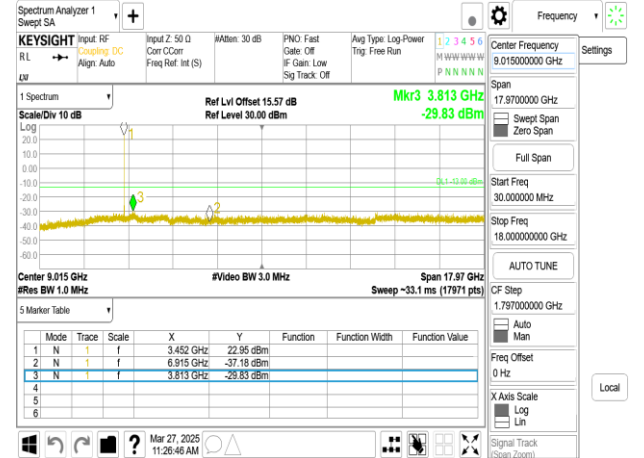 Spectrum Analyzer 1
Swept SA
Frequency
KEYSIGHT
RL
LXI
Input: RF
Coupling: DC
Align: Auto
Input Z: 50 Ω
Corr CCorr
Freq Ref: Int (S)
#Atten: 30 dB
PNO: Fast
Gate: Off
IF Gain: Low
Sig Track: Off
Avg Type: Log-Power
Trig: Free Run
1 2 3 4 5 6
M W W W W W
P N N N N N
1 Spectrum
Scale/Div 10 dB
Ref Lvl Offset 15.57 dB
Ref Level 30.00 dBm
Mkr3 3.813 GHz
-29.83 dBm
Log
20.0
10.0
0.00
-10.0
-20.0
-30.0
-40.0
-50.0
-60.0
1
2
3
DL1 -13.00 dBm
Center 9.015 GHz
#Video BW 3.0 MHz
Span 17.97 GHz
#Res BW 1.0 MHz
Sweep ~33.1 ms (17971 pts)
5 Marker Table
Mode Trace Scale X Y Function Function Width Function Value
1 N 1 f 3.452 GHz 22.95 dBm
2 N 1 f 6.915 GHz -37.18 dBm
3 N 1 f 3.813 GHz -29.83 dBm
4
5
6
Mar 27, 2025
11:26:46 AM
Center Frequency
9.015000000 GHz
Settings
Span
17.9700000 GHz
Swept Span
Zero Span
Full Span
Start Freq
30.000000 MHz
Stop Freq
18.000000000 GHz
AUTO TUNE
CF Step
1.797000000 GHz
Auto
Man
Freq Offset
0 Hz
X Axis Scale
Log
Lin
Local
Signal Track
(Span Zoom)